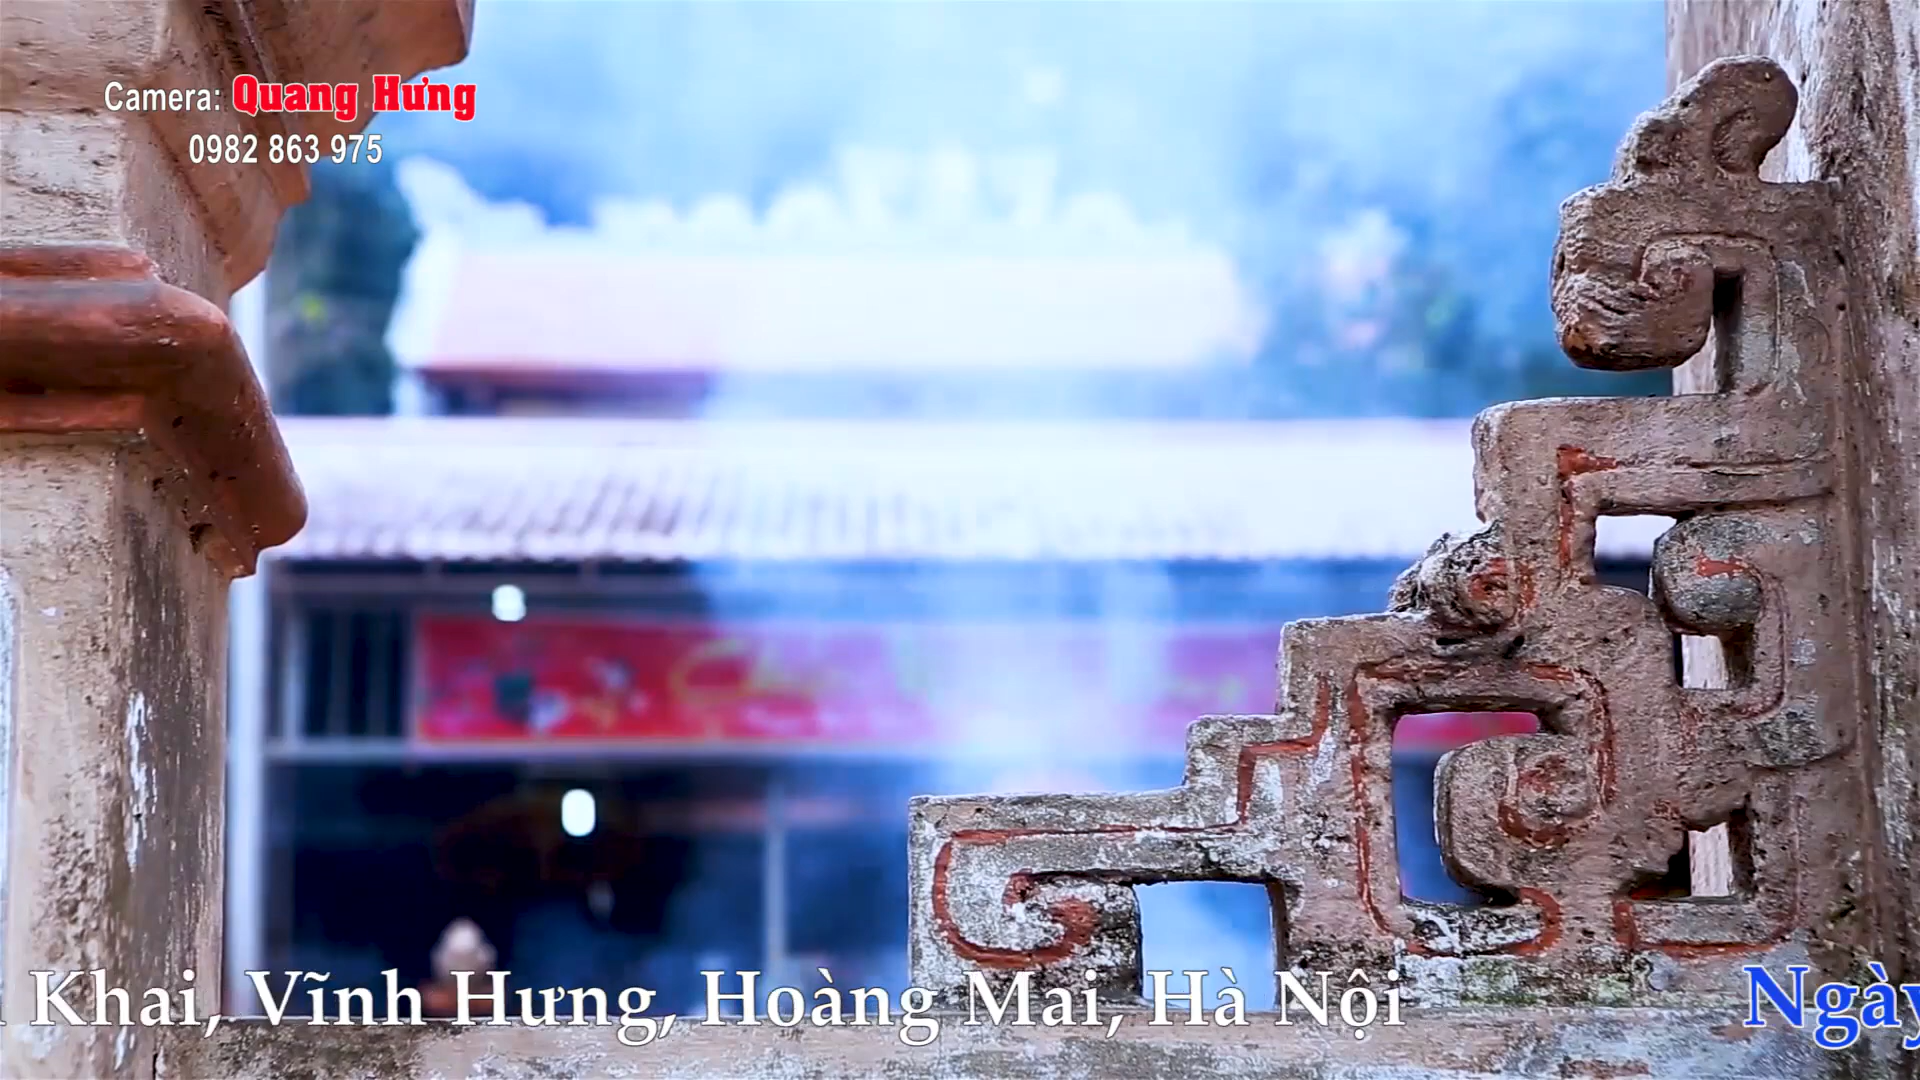 Camera: Quang Hưng
0982 863 975
Khai, Vĩnh Hưng, Hoàng Mai, Hà Nội Ngày